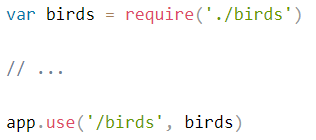 var birds = require('./birds')
// ...
app.use('/birds', birds)